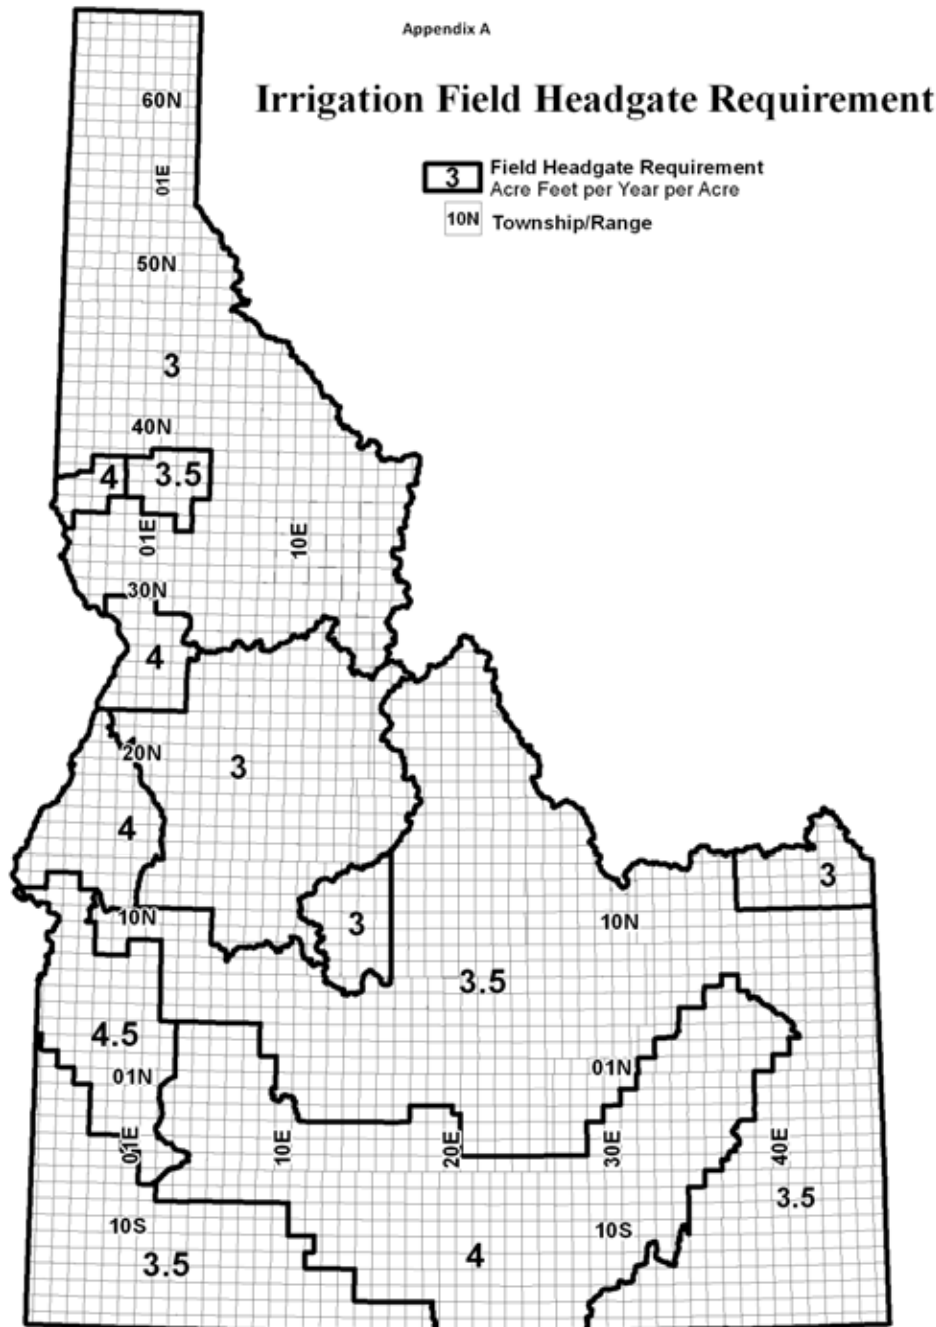 Appendix A
Irrigation Field Headgate Requirement
3 Field Headgate Requirement
Acre Feet per Year per Acre
10N Township/Range
60N
01E
50N
3
40N
4
3.5
01E
10E
30N
4
20N
3
4
3
10N
3
10N
3.5
4.5
01N
01N
01E
10E
20E
30E
40E
3.5
10S
10S
4
3.5